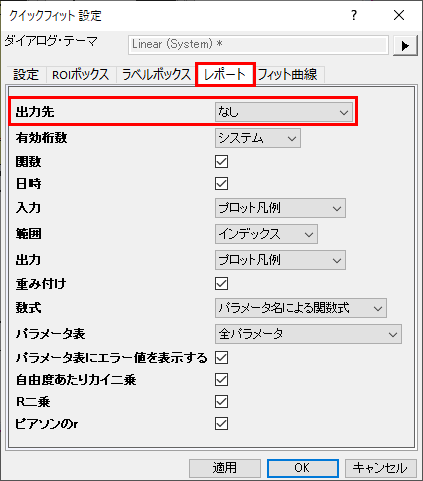 クイックフィット 設定 ? ×
ダイアログ・テーマ Linear (System) *
設定 ROIボックス ラベルボックス レポート フィット曲線
出力先 なし
有効桁数 システム
関数
日時
入力 プロット凡例
範囲 インデックス
出力 プロット凡例
重み付け
数式 パラメータ名による関数式
パラメータ表 全パラメータ
パラメータ表にエラー値を表示する
自由度あたりカイ二乗
R二乗
ピアソンのr
適用 OK キャンセル